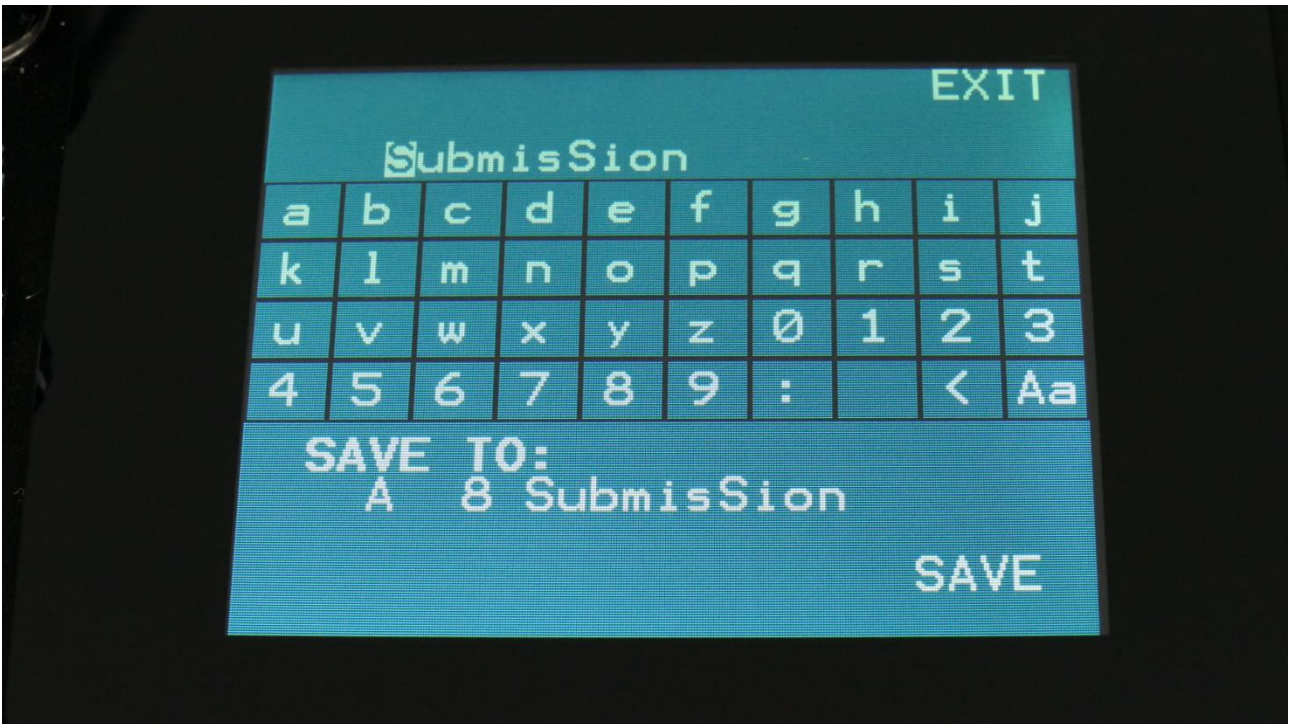 EXIT
SubmisSion
a b c d e f g h i j
k l m n o p q r s t
u v w x y z 0 1 2 3
4 5 6 7 8 9 : < Aa
SAVE TO:
A 8 SubmisSion
SAVE